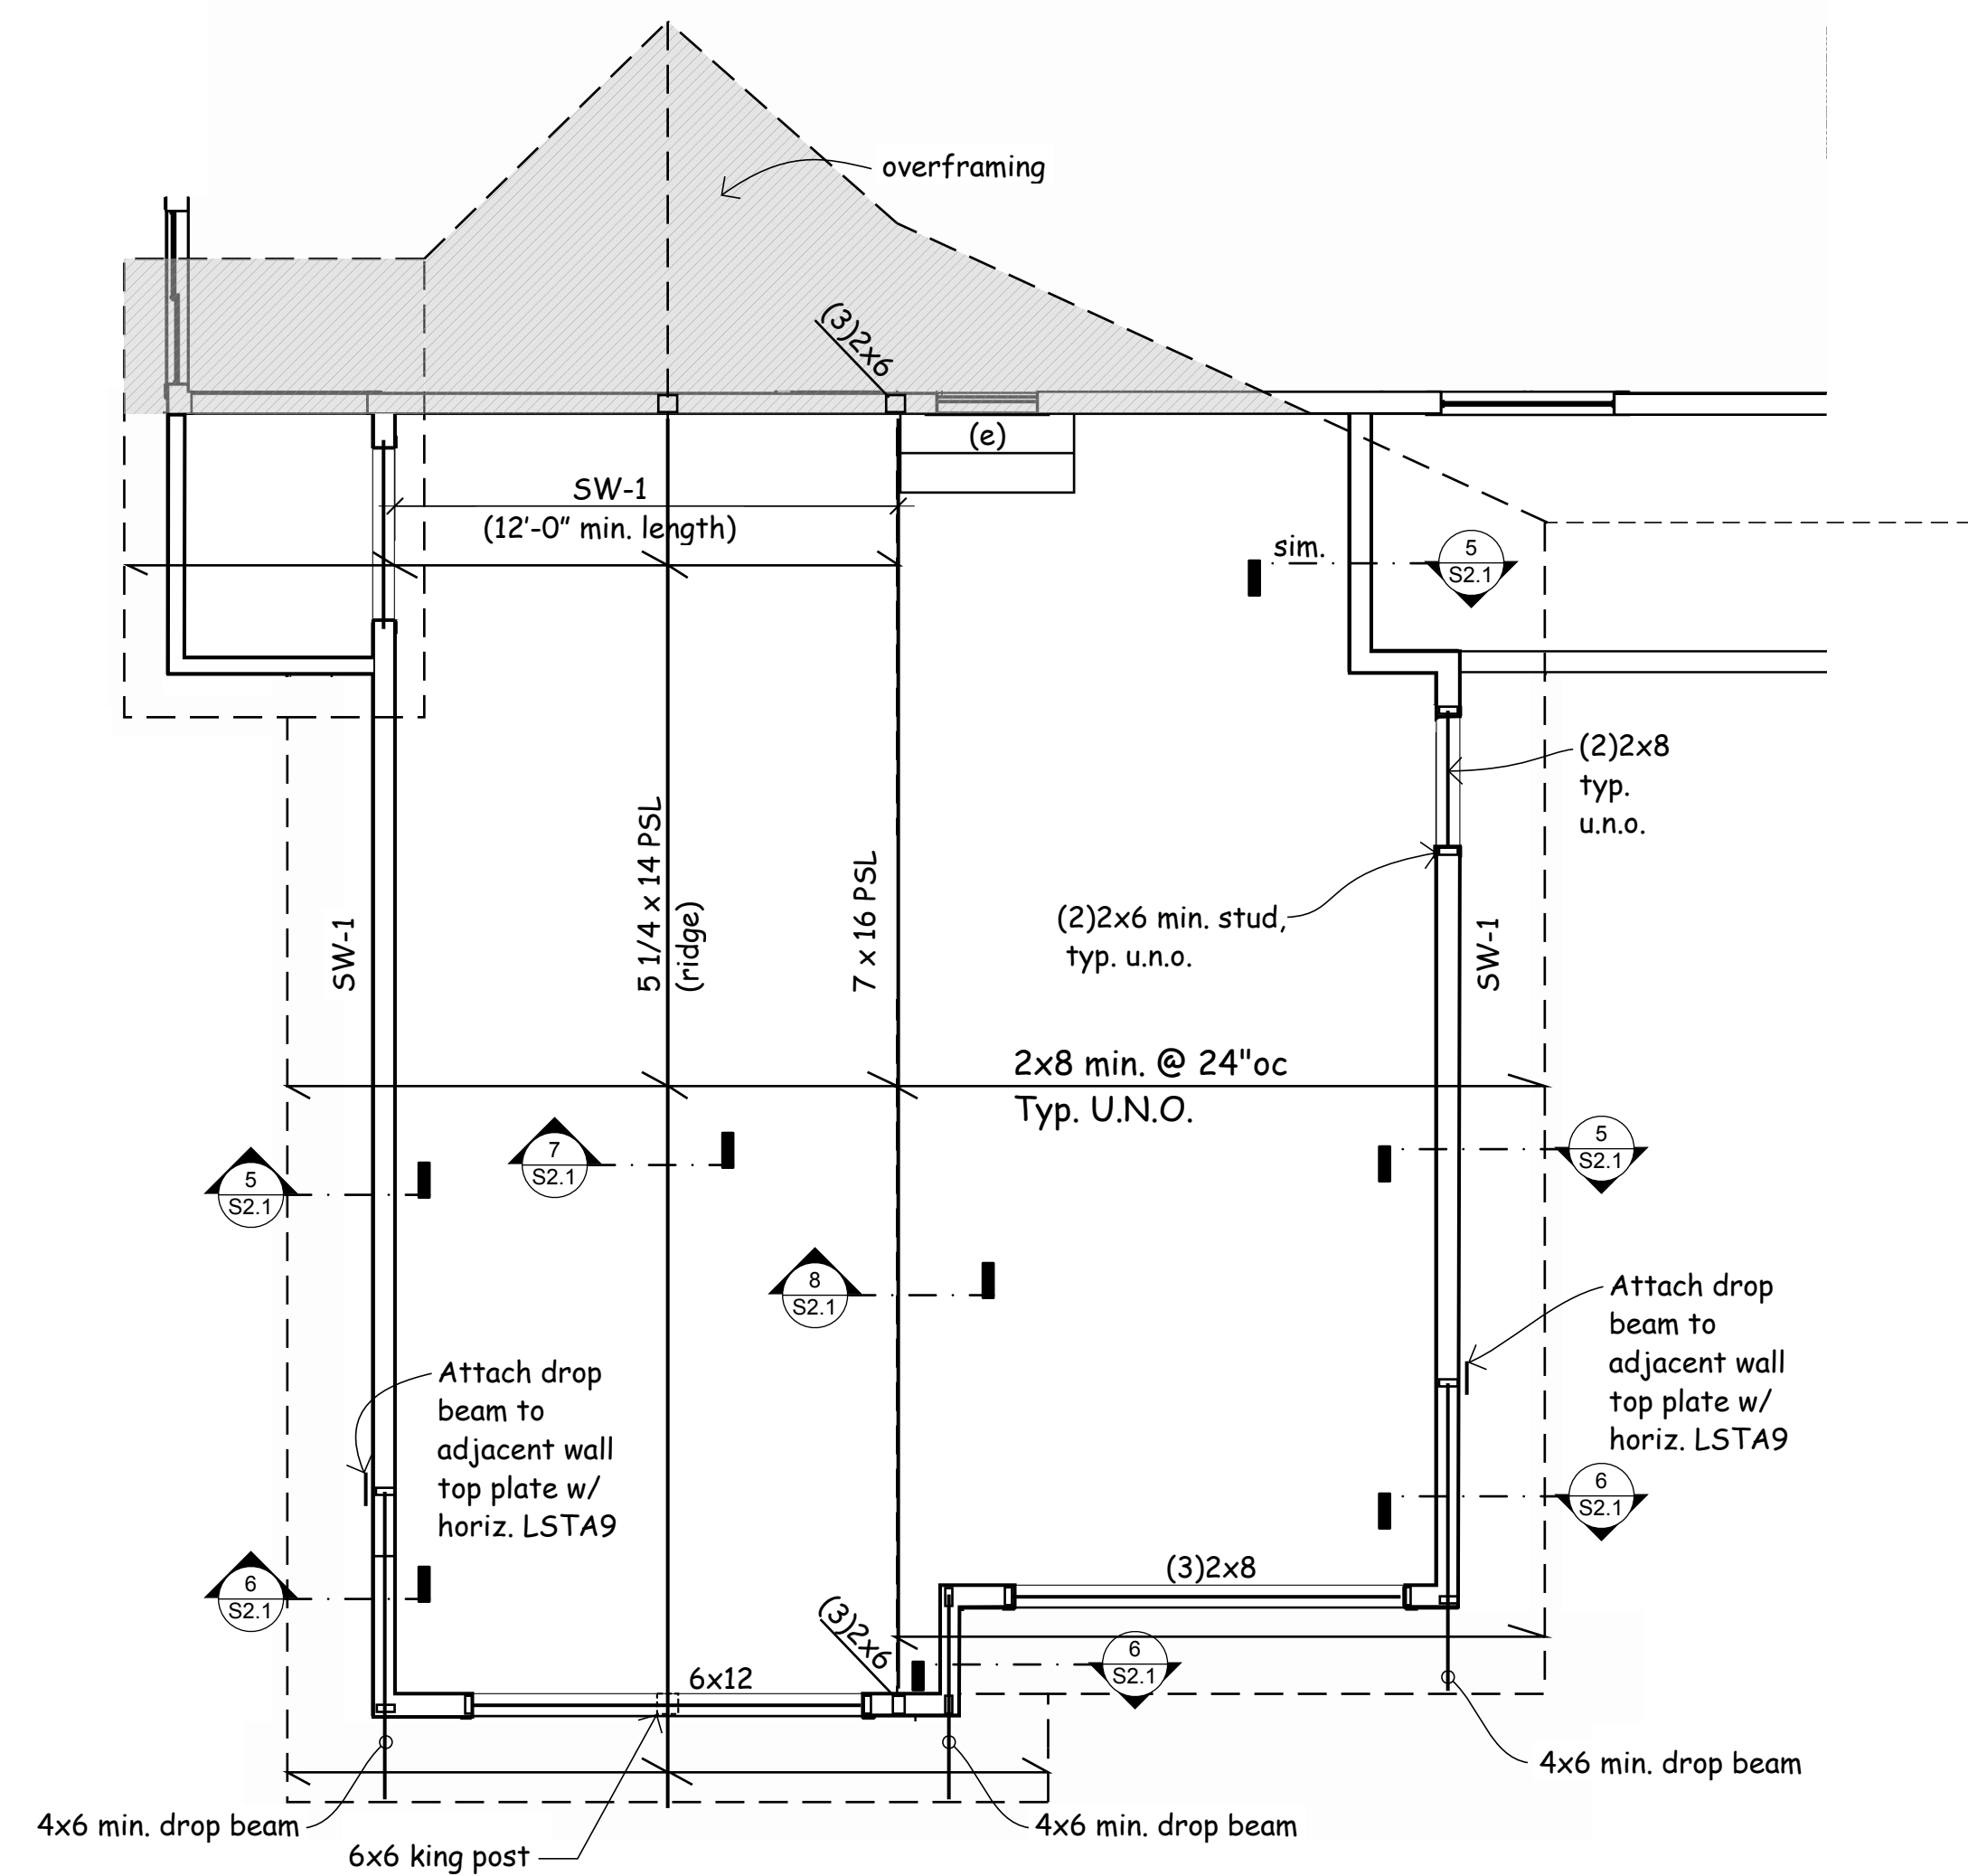 overframing
(3)2x6
(e)
SW-1
(12'-0" min. length)
sim.
5
S2.1
(2)2x8
typ.
u.n.o.
5 1/4 x 14 PSL
(ridge)
7 x 16 PSL
SW-1
(2)2x6 min. stud,
typ. u.n.o.
SW-1
2x8 min. @ 24"oc
Typ. U.N.O.
5
S2.1
7
S2.1
5
S2.1
8
S2.1
Attach drop
beam to
adjacent wall
top plate w/
horiz. LSTA9
Attach drop
beam to
adjacent wall
top plate w/
horiz. LSTA9
6
S2.1
6
S2.1
(3)2x8
(3)2x6
6x12
6
S2.1
4x6 min. drop beam
4x6 min. drop beam
4x6 min. drop beam
6x6 king post